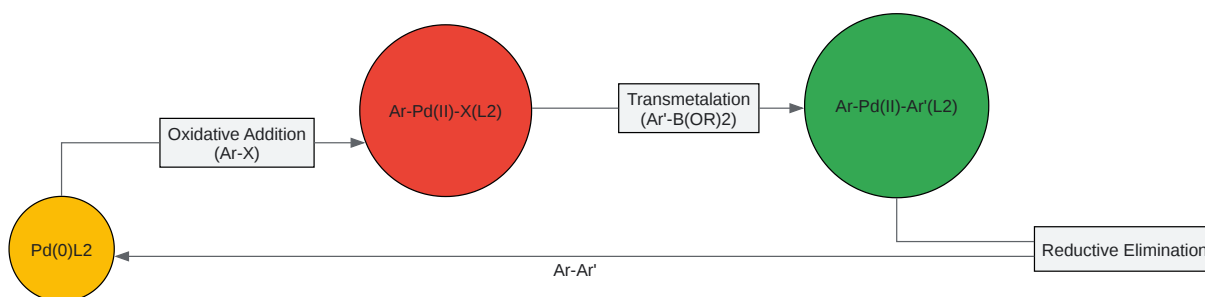 Pd(0)L2
Oxidative Addition
(Ar-X)
Ar-Pd(II)-X(L2)
Transmetalation
(Ar'-B(OR)2)
Ar-Pd(II)-Ar'(L2)
Reductive Elimination
Ar-Ar'